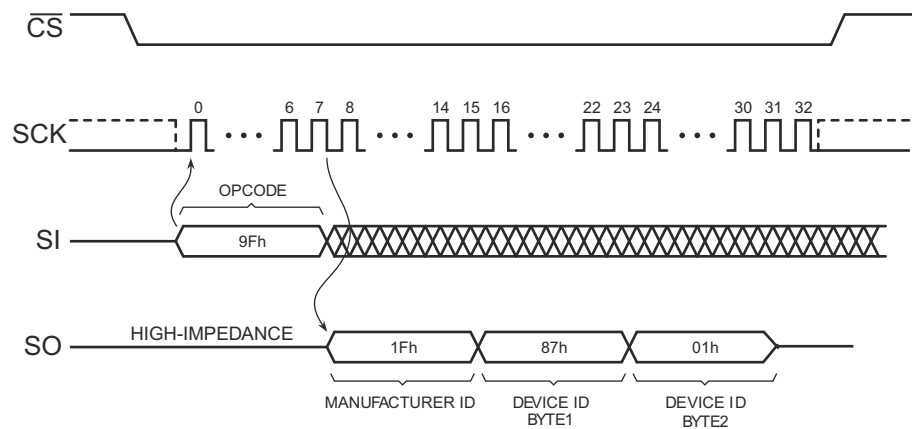 CS
0 6 7 8 14 15 16 22 23 24 30 31 32
SCK
OPCODE
SI
9Fh
HIGH-IMPEDANCE
SO
1Fh 87h 01h
MANUFACTURER ID DEVICE ID DEVICE ID
BYTE1 BYTE2